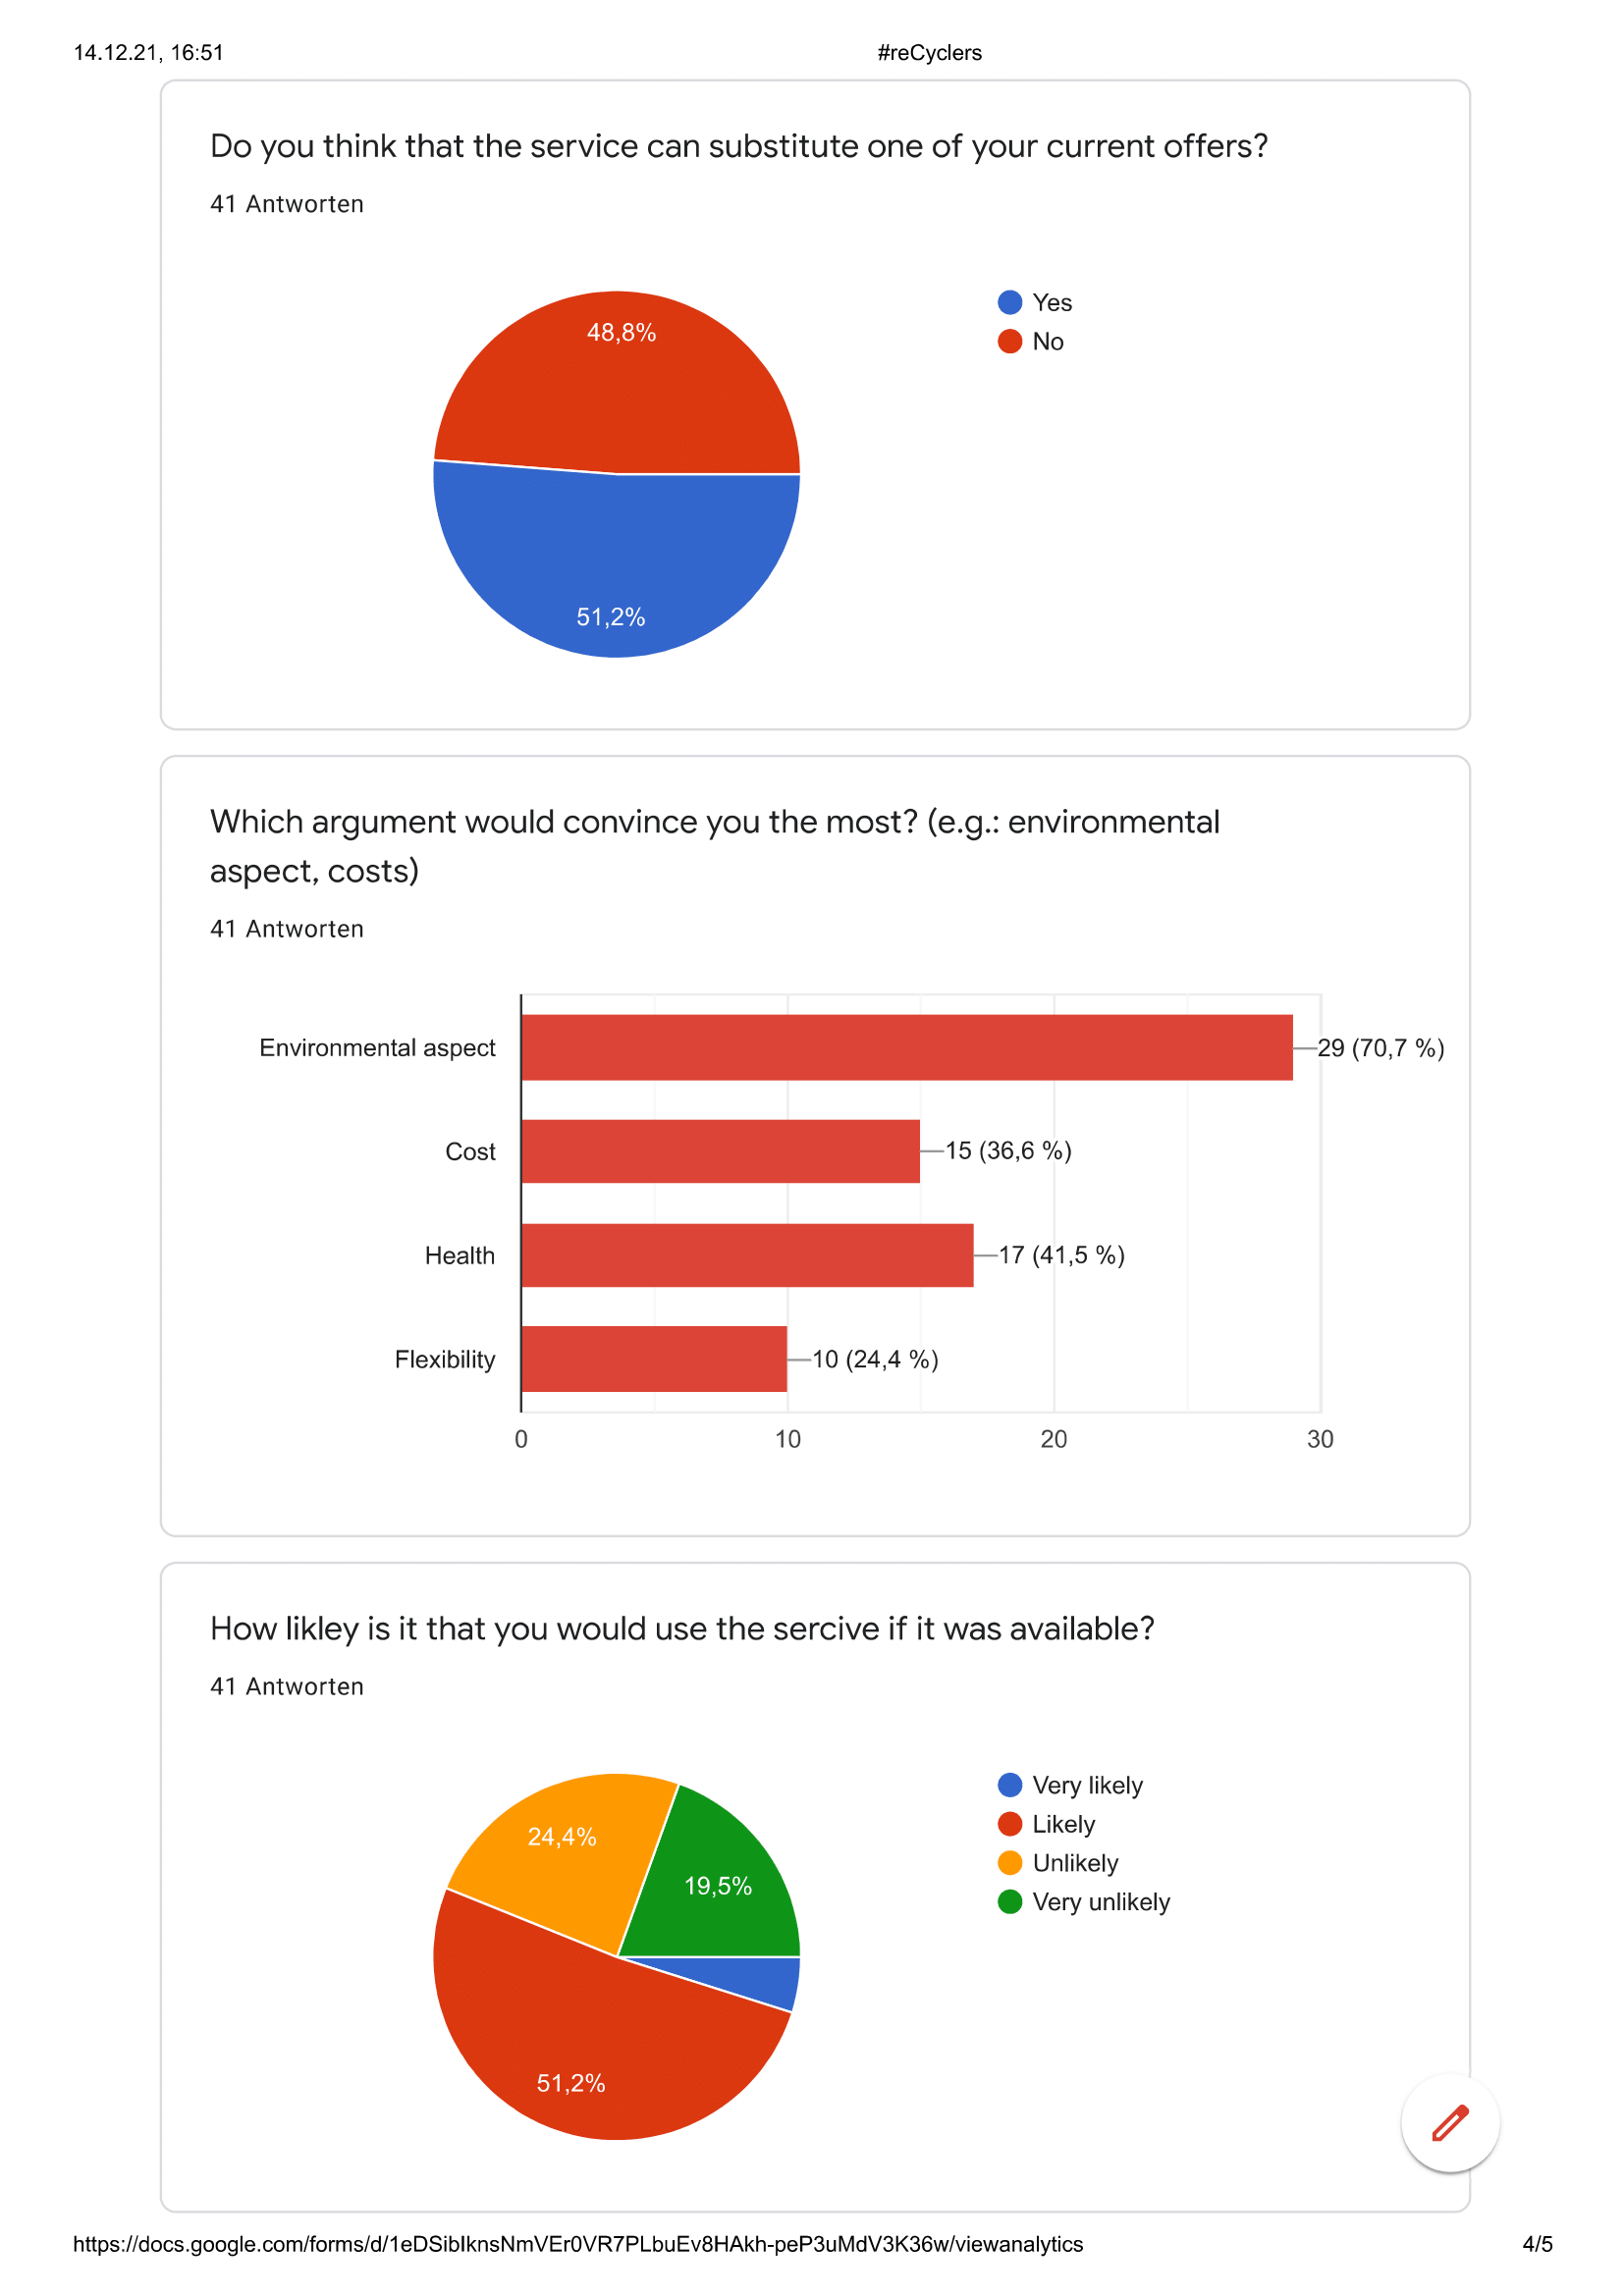 14.12.21, 16:51
#reCyclers
Do you think that the service can substitute one of your current offers?
41 Antworten
48,8%
51,2%
Yes
No
Which argument would convince you the most? (e.g.: environmental
aspect, costs)
41 Antworten
Environmental aspect
29 (70,7 %)
Cost
15 (36,6 %)
Health
17 (41,5 %)
Flexibility
10 (24,4 %)
0 10 20 30
How likley is it that you would use the sercive if it was available?
41 Antworten
24,4%
19,5%
51,2%
Very likely
Likely
Unlikely
Very unlikely
https://docs.google.com/forms/d/1eDSibIknsNmVEr0VR7PLbuEv8HAkh-peP3uMdV3K36w/viewanalytics
4/5